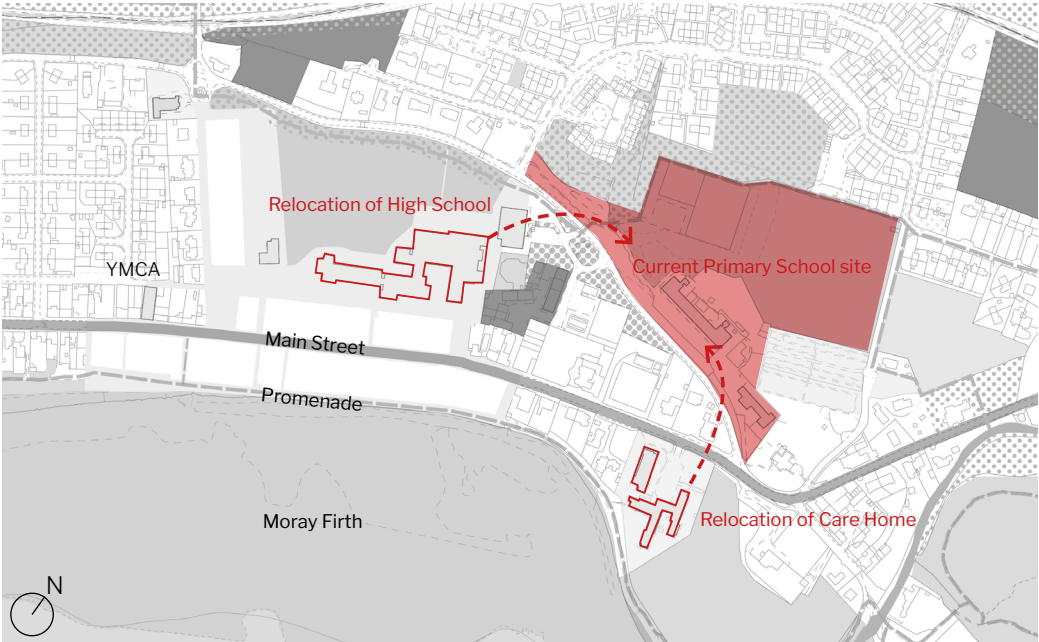 Relocation of High School
Current Primary School site
YMCA
Main Street
Promenade
Moray Firth
Relocation of Care Home
N